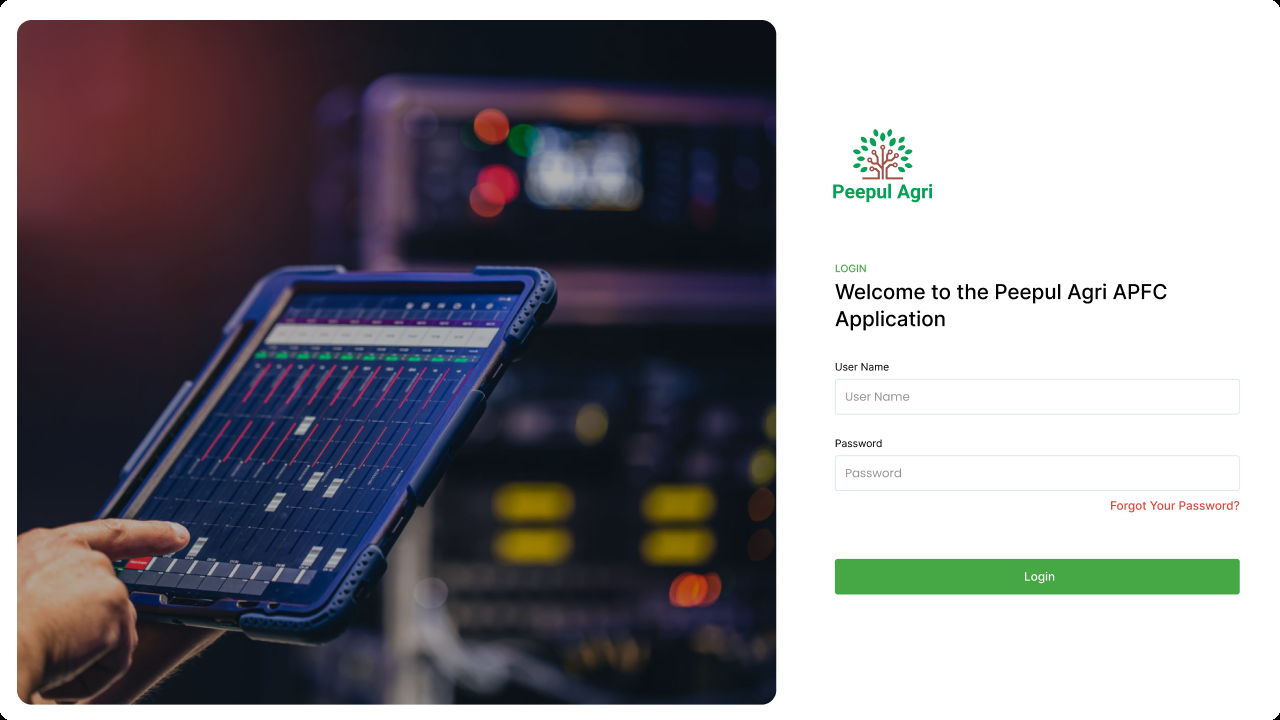 Peepul Agri
LOGIN
Welcome to the Peepul Agri APFC
Application
User Name
User Name
Password
Password
Forgot Your Password?
Login